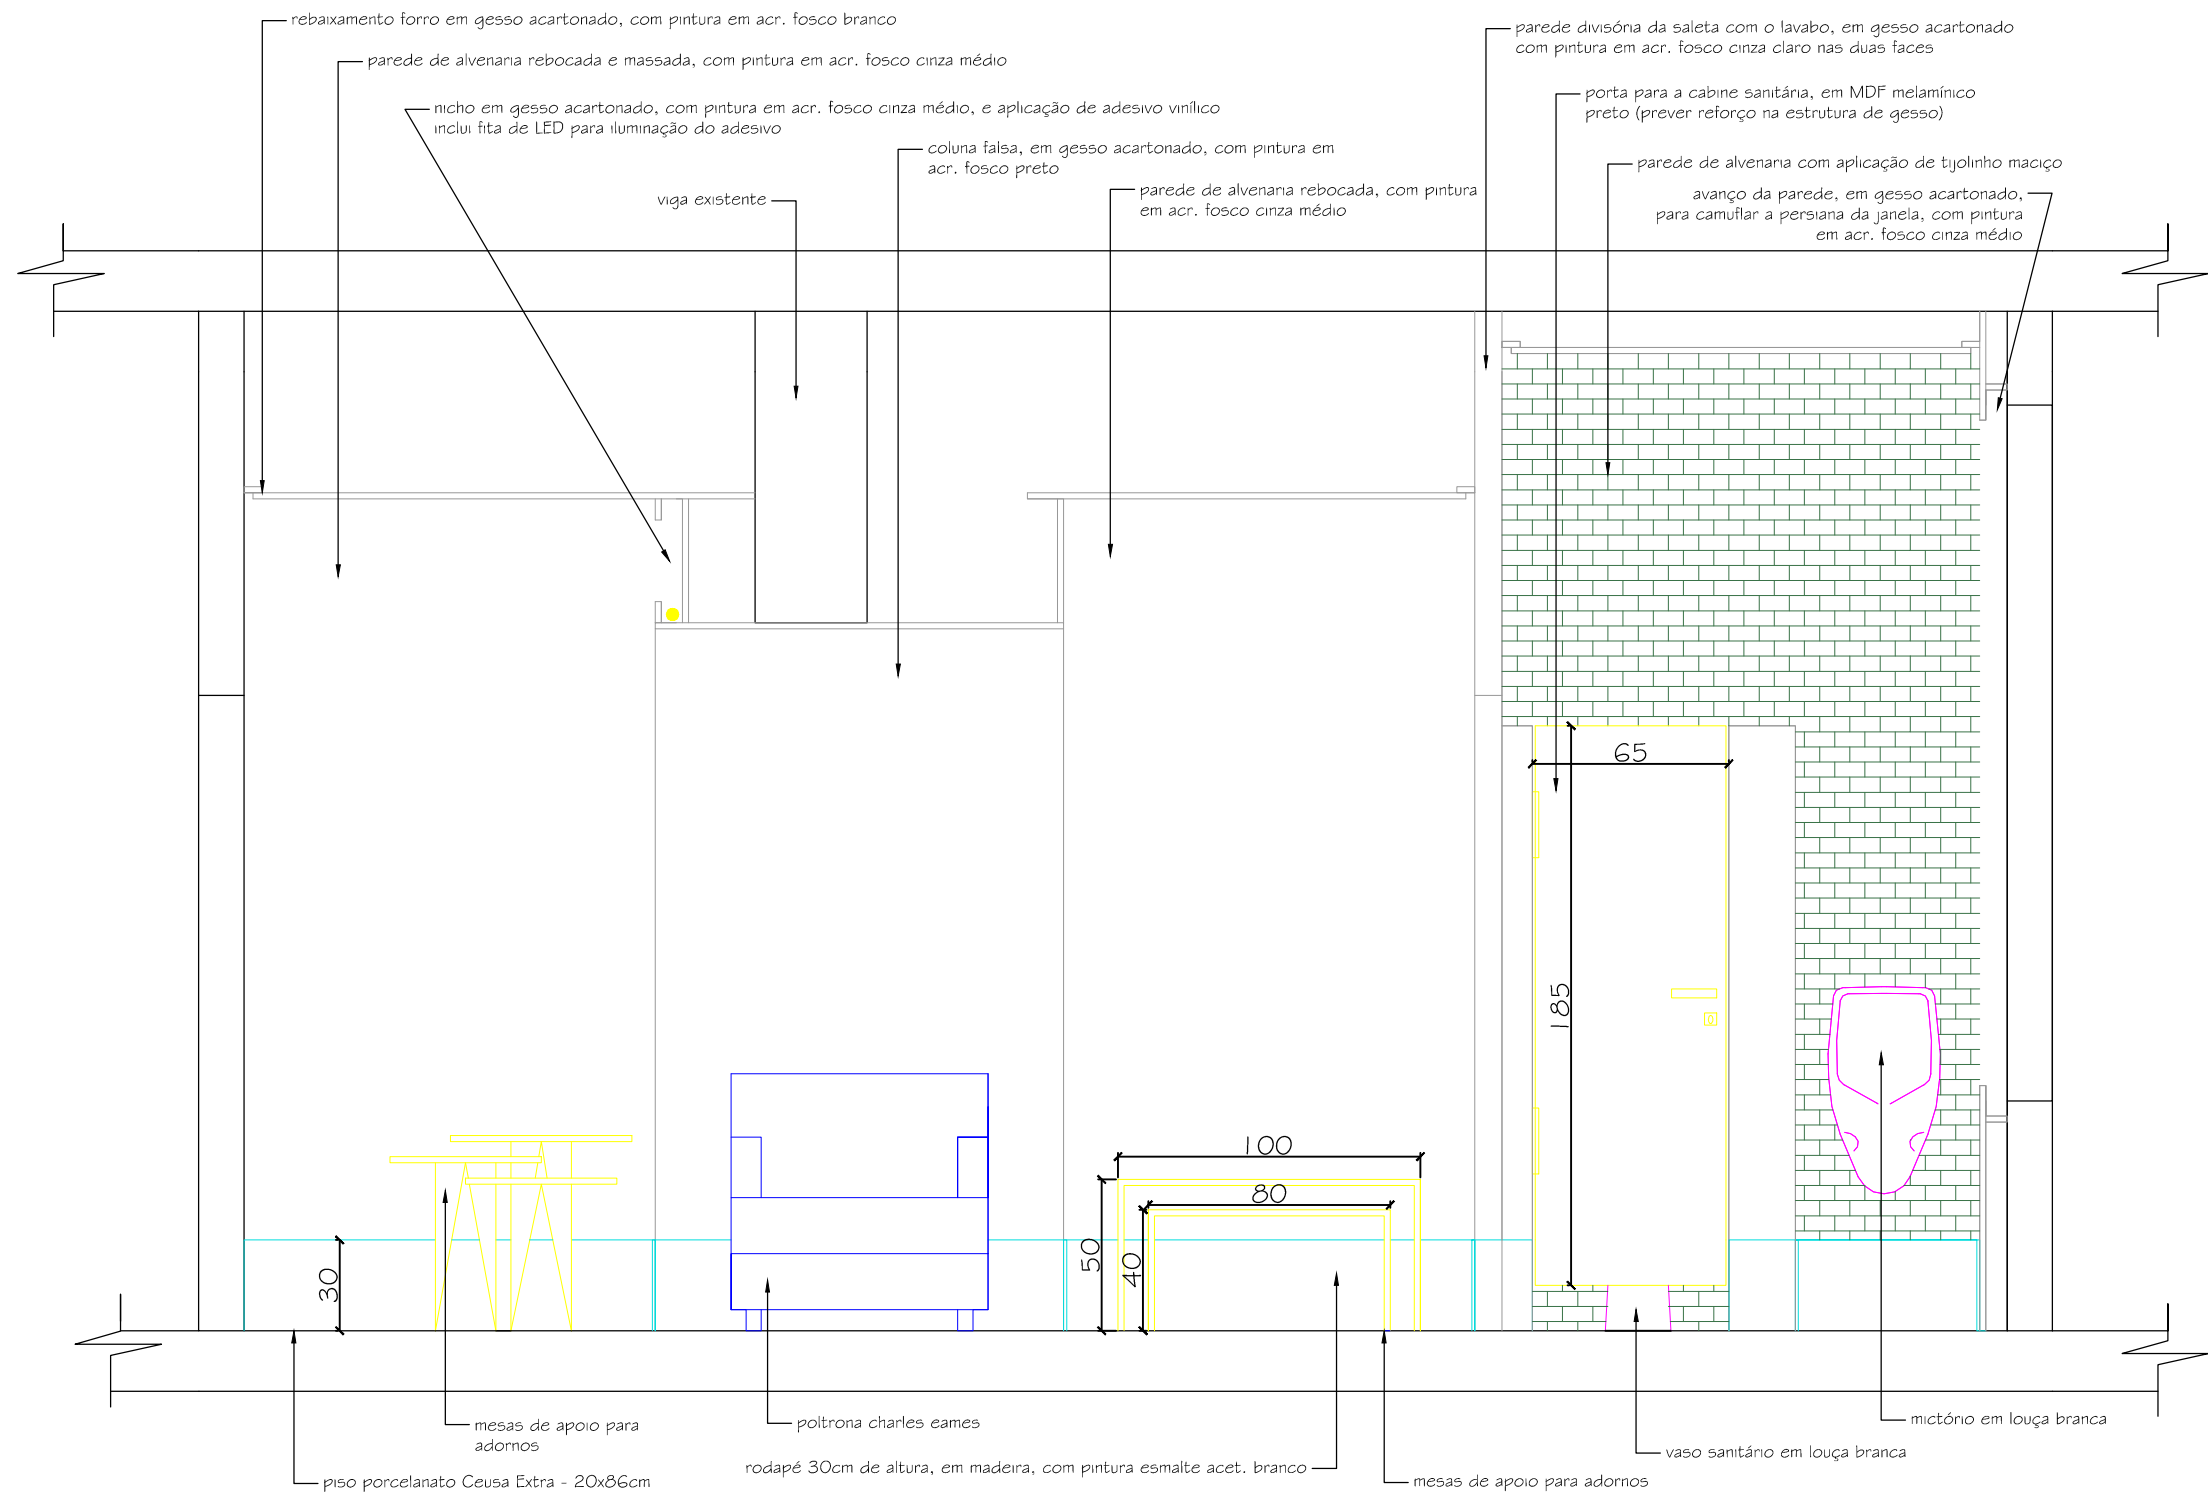 rebaixamento forro em gesso acartonado, com pintura em acr. fosco branco
parede de alvenaria rebocada e massada, com pintura em acr. fosco cinza médio
nicho em gesso acartonado, com pintura em acr. fosco cinza médio, e aplicação de adesivo vinílico
inclui fita de LED para iluminação do adesivo
coluna falsa, em gesso acartonado, com pintura em
acr. fosco preto
viga existente
parede de alvenaria rebocada, com pintura
em acr. fosco cinza médio
parede divisória da saleta com o lavabo, em gesso acartonado
com pintura em acr. fosco cinza claro nas duas faces
porta para a cabine sanitária, em MDF melamínico
preto (prever reforço na estrutura de gesso)
parede de alvenaria com aplicação de tijolinho maciço
avanço da parede, em gesso acartonado,
para camuflar a persiana da janela, com pintura
em acr. fosco cinza médio
65
185
100
80
50
40
30
mesas de apoio para
adornos
piso porcelanato Ceusa Extra - 20x86cm
poltrona charles eames
rodapé 30cm de altura, em madeira, com pintura esmalte acet. branco
mesas de apoio para adornos
vaso sanitário em louça branca
mictório em louça branca